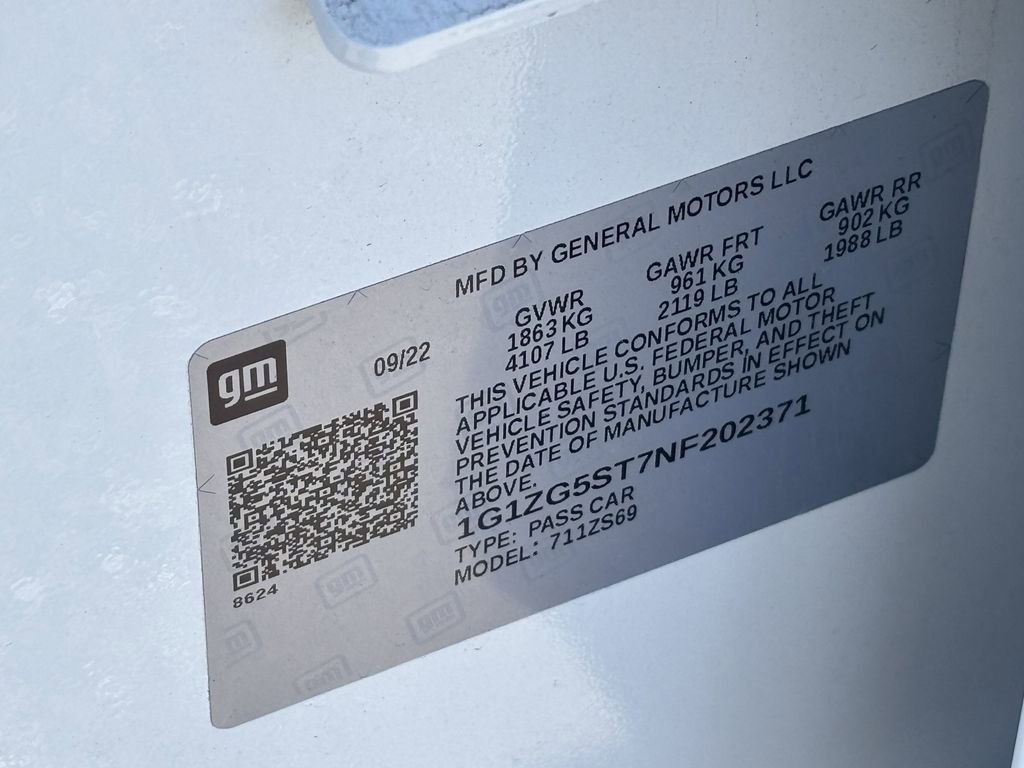 MFD BY GENERAL MOTORS LLC
gm
09/22
GVWR GAWR FRT GAWR RR
1863 KG 961 KG 902 KG
4107 LB 2119 LB 1988 LB
THIS VEHICLE CONFORMS TO ALL
APPLICABLE U.S. FEDERAL MOTOR
VEHICLE SAFETY, BUMPER, AND THEFT
PREVENTION STANDARDS IN EFFECT ON
THE DATE OF MANUFACTURE SHOWN
ABOVE.
1G1ZG5ST7NF202371
TYPE: PASS CAR
MODEL: 711ZS69
8624